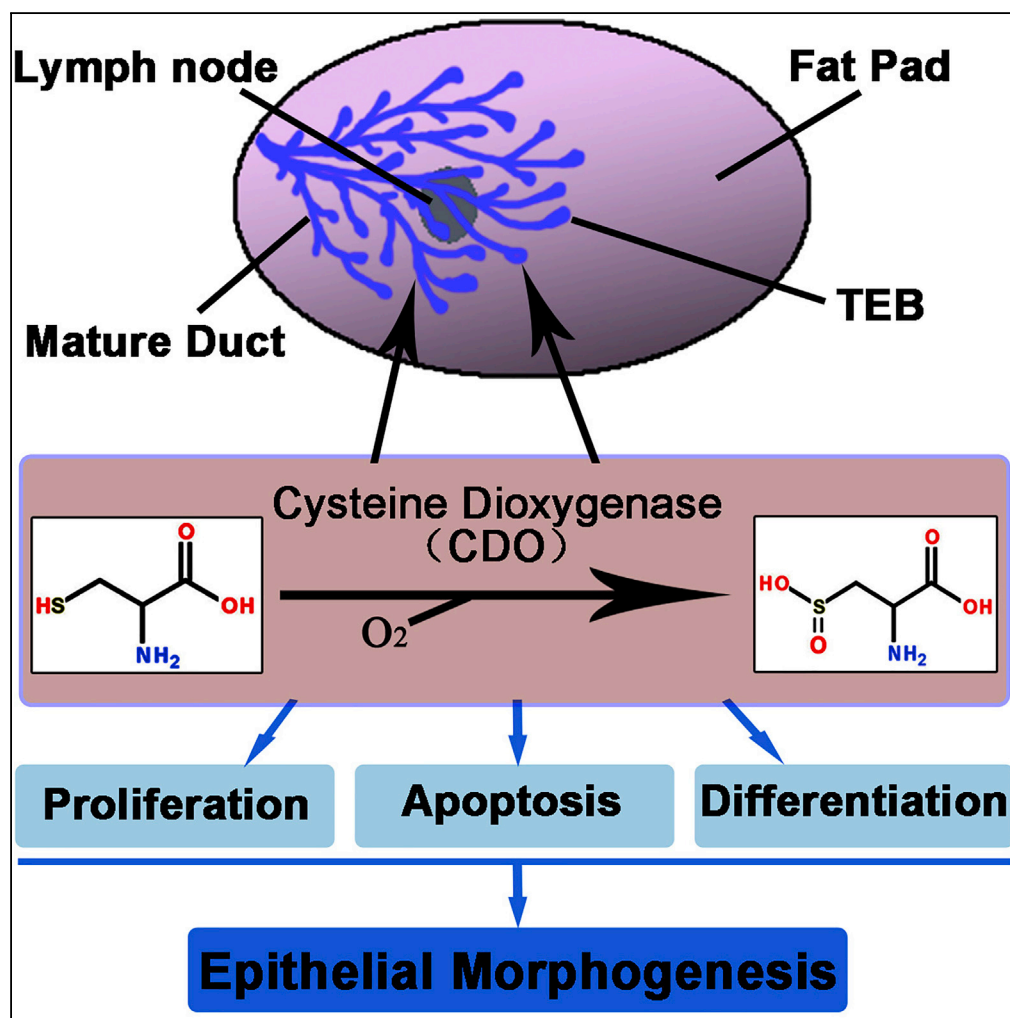 Lymph node
Fat Pad
Mature Duct
TEB
Cysteine Dioxygenase
（CDO）
O₂
HS
O
OH
NH₂
HO
S
O
O
OH
NH₂
Proliferation
Apoptosis
Differentiation
Epithelial Morphogenesis